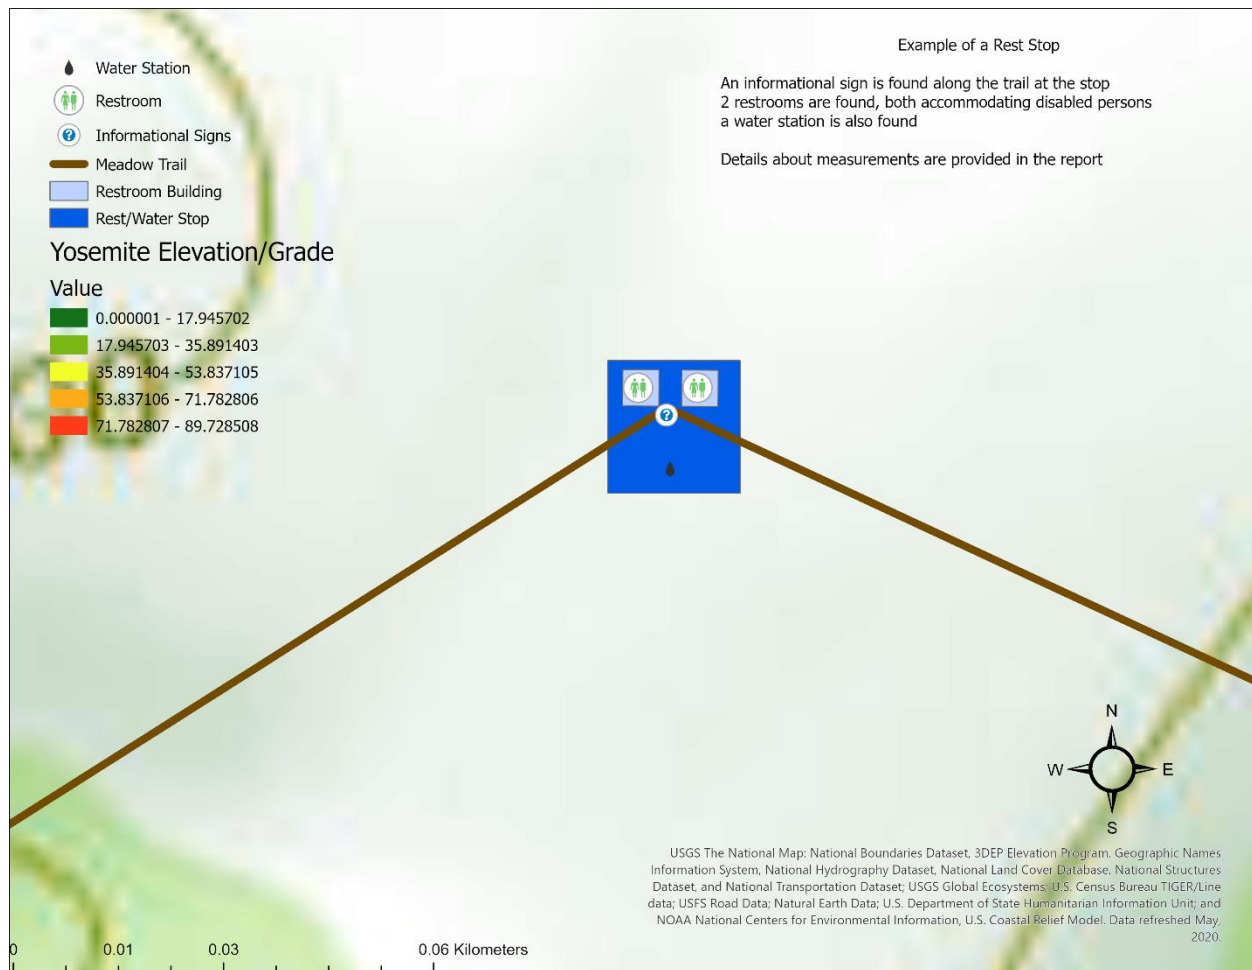 Example of a Rest Stop
An informational sign is found along the trail at the stop
2 restrooms are found, both accommodating disabled persons
a water station is also found
Details about measurements are provided in the report
Water Station
Restroom
? Informational Signs
Meadow Trail
Restroom Building
Rest/Water Stop
Yosemite Elevation/Grade
Value
0.000001 - 17.945702
17.945703 - 35.891403
35.891404 - 53.837105
53.837106 - 71.782806
71.782807 - 89.728508
?
N
W E
S
USGS The National Map: National Boundaries Dataset, 3DEP Elevation Program, Geographic Names
Information System, National Hydrography Dataset, National Land Cover Database, National Structures
Dataset, and National Transportation Dataset; USGS Global Ecosystems; U.S. Census Bureau TIGER/Line
data; USFS Road Data; Natural Earth Data; U.S. Department of State Humanitarian Information Unit; and
NOAA National Centers for Environmental Information, U.S. Coastal Relief Model. Data refreshed May,
2020.
0 0.01 0.03 0.06 Kilometers